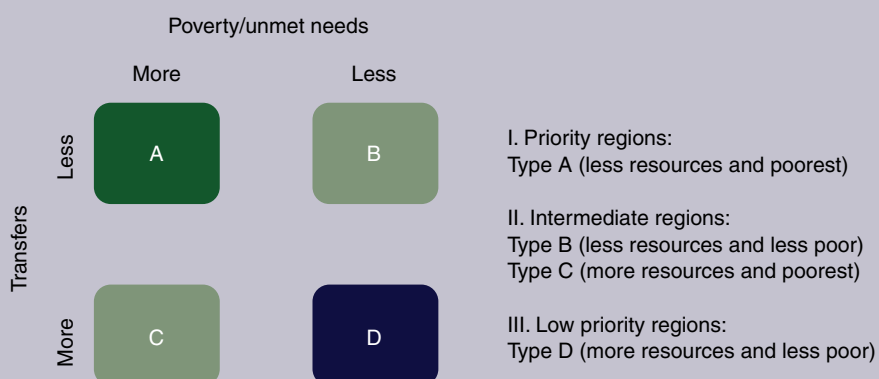 Poverty/unmet needs
More
Less
Less
A
B
Transfers
More
C
D
I. Priority regions:
Type A (less resources and poorest)
II. Intermediate regions:
Type B (less resources and less poor)
Type C (more resources and poorest)
III. Low priority regions:
Type D (more resources and less poor)